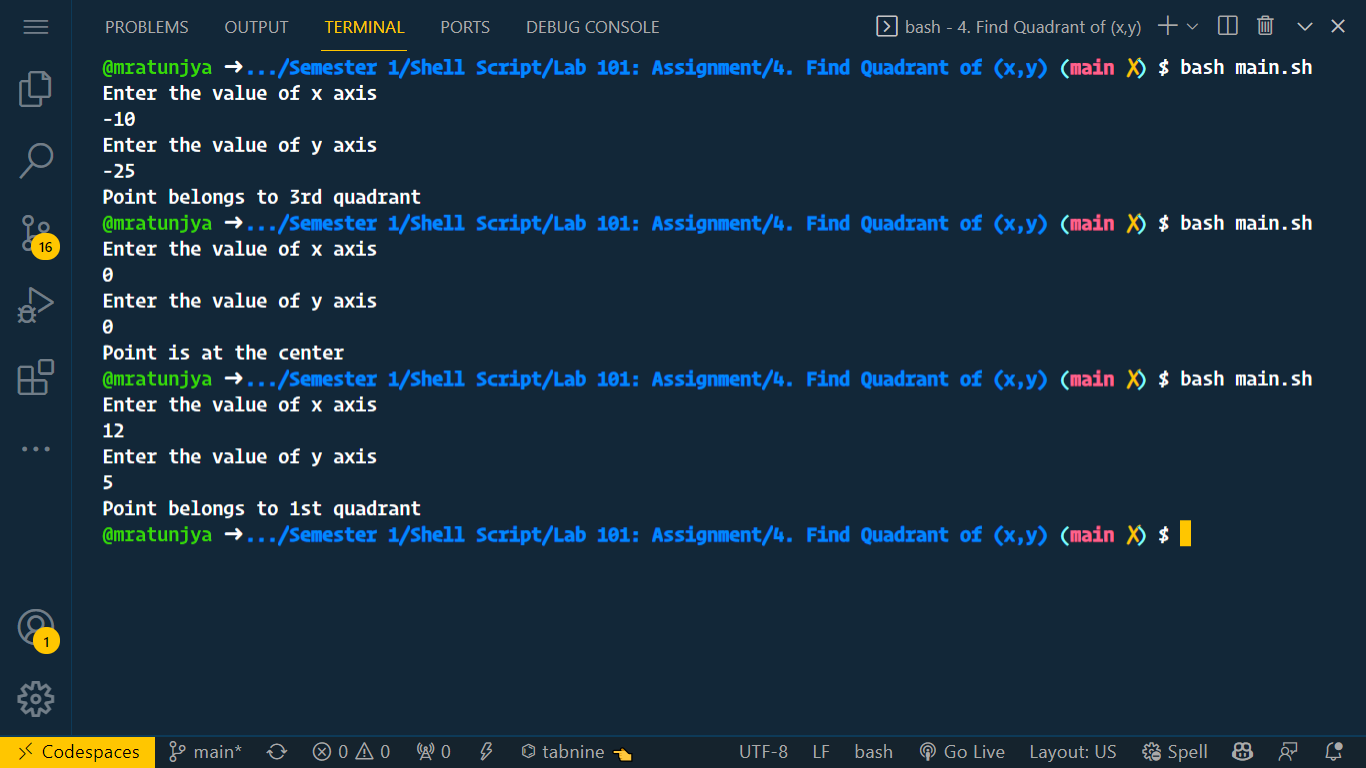 PROBLEMS OUTPUT TERMINAL PORTS DEBUG CONSOLE bash - 4. Find Quadrant of (x,y)
@mratunjya ➜.../Semester 1/Shell Script/Lab 101: Assignment/4. Find Quadrant of (x,y) (main ✗) $ bash main.sh
Enter the value of x axis
-10
Enter the value of y axis
-25
Point belongs to 3rd quadrant
@mratunjya ➜.../Semester 1/Shell Script/Lab 101: Assignment/4. Find Quadrant of (x,y) (main ✗) $ bash main.sh
Enter the value of x axis
0
Enter the value of y axis
0
Point is at the center
@mratunjya ➜.../Semester 1/Shell Script/Lab 101: Assignment/4. Find Quadrant of (x,y) (main ✗) $ bash main.sh
Enter the value of x axis
12
Enter the value of y axis
5
Point belongs to 1st quadrant
@mratunjya ➜.../Semester 1/Shell Script/Lab 101: Assignment/4. Find Quadrant of (x,y) (main ✗) $
16
1
Codespaces main* 0 0 0 tabnine UTF-8 LF bash Go Live Layout: US Spell